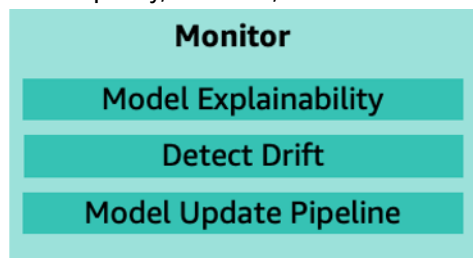 Monitor
Model Explainability
Detect Drift
Model Update Pipeline